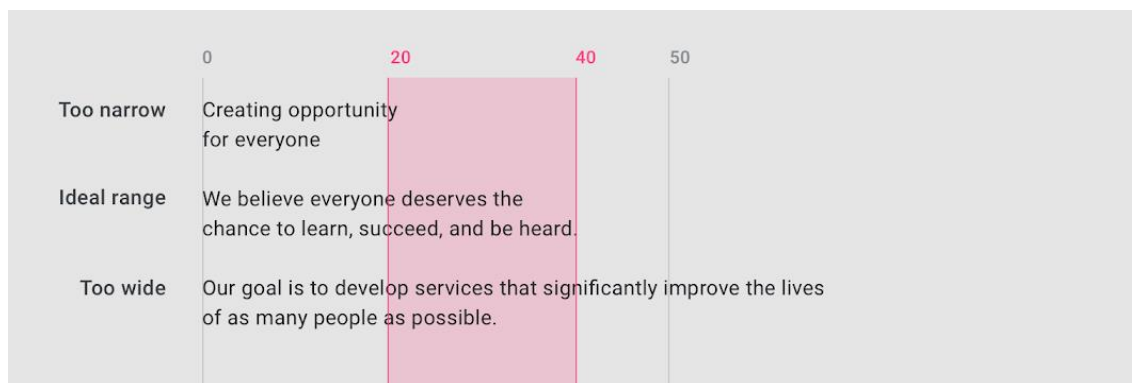 0 20 40 50
Too narrow Creating opportunity
for everyone
Ideal range We believe everyone deserves the
chance to learn, succeed, and be heard.
Too wide Our goal is to develop services that significantly improve the lives
of as many people as possible.